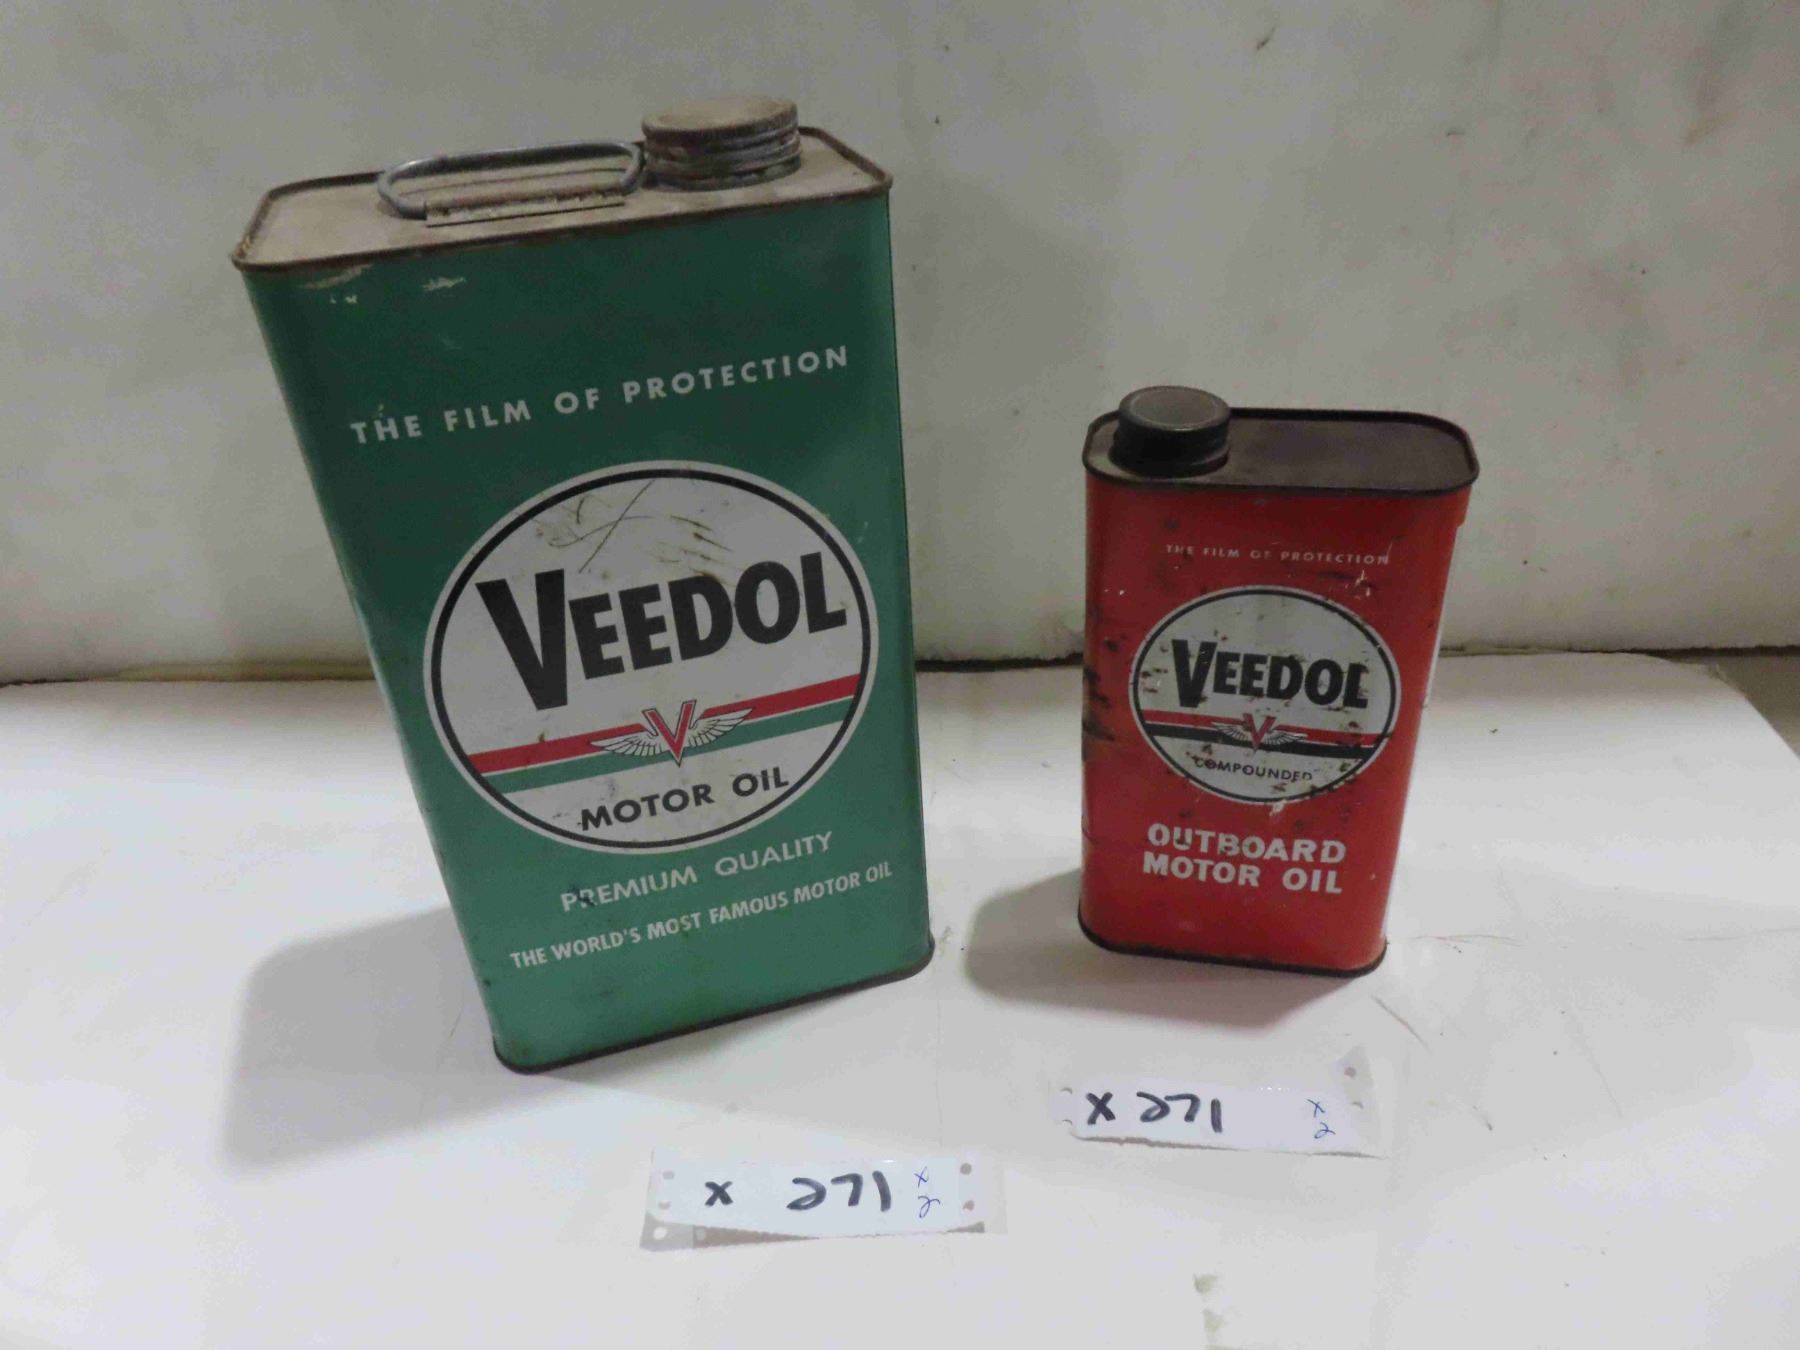 THE FILM OF PROTECTION
VEEDOL
V
MOTOR OIL
PREMIUM QUALITY
THE WORLD'S MOST FAMOUS MOTOR OIL
THE FILM OF PROTECTION
VEEDOL
V
COMPOUNDED
OUTBOARD
MOTOR OIL
X 271 x2
X 271 x2